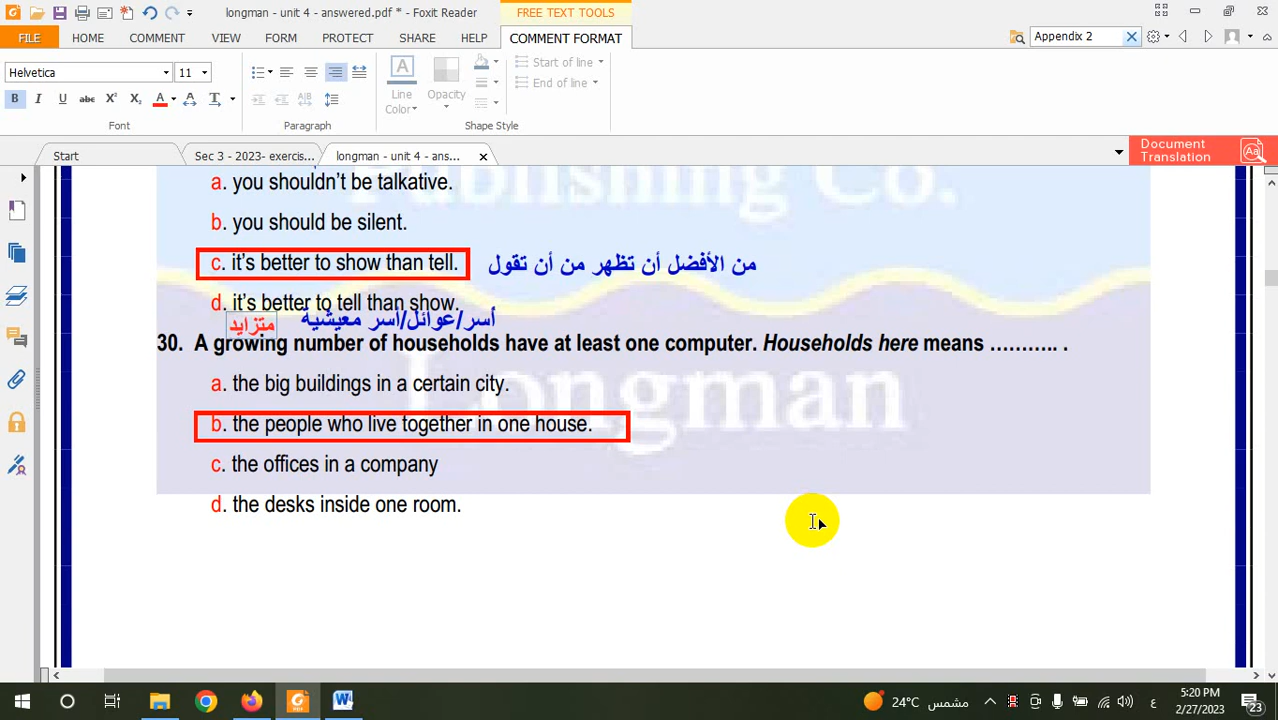 longman - unit 4 - answered.pdf * - Foxit Reader
FREE TEXT TOOLS
FILE HOME COMMENT VIEW FORM PROTECT SHARE HELP COMMENT FORMAT
Appendix 2
Helvetica 11
Start of line
End of line
Line Color
Opacity
Font Paragraph Shape Style
Start Sec 3 - 2023- exercis... longman - unit 4 - ans...
Document Translation
Publishing Co.
a. you shouldn't be talkative.
b. you should be silent.
c. it's better to show than tell. من الأفضل أن تظهر من أن تقول
d. it's better to tell than show.
متزايد أسر/عوائل/أسر معيشية
30. A growing number of households have at least one computer. Households here means ……….. .
a. the big buildings in a certain city.
Longman
b. the people who live together in one house.
c. the offices in a company
d. the desks inside one room.
24°C مشمس
ع
5:20 PM
2/27/2023
23